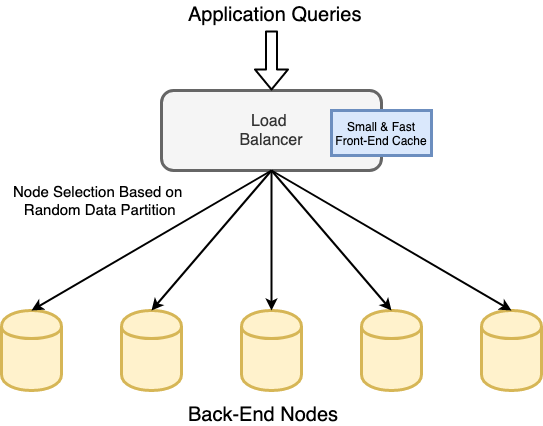 Application Queries
Load
Balancer
Small & Fast
Front-End Cache
Node Selection Based on
Random Data Partition
Back-End Nodes